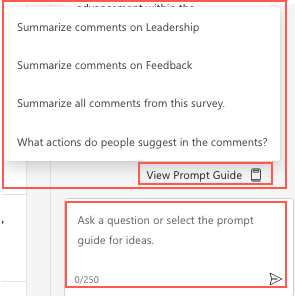 advancement within the
Summarize comments on Leadership
Summarize comments on Feedback
Summarize all comments from this survey.
What actions do people suggest in the comments?
View Prompt Guide
Ask a question or select the prompt
guide for ideas.
0/250